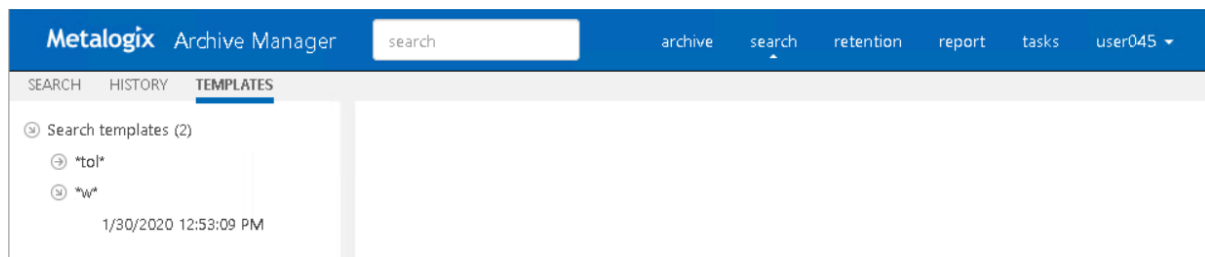 Metalogix Archive Manager search archive search retention report tasks user045
SEARCH HISTORY TEMPLATES
Search templates (2)
*tol*
*w*
1/30/2020 12:53:09 PM